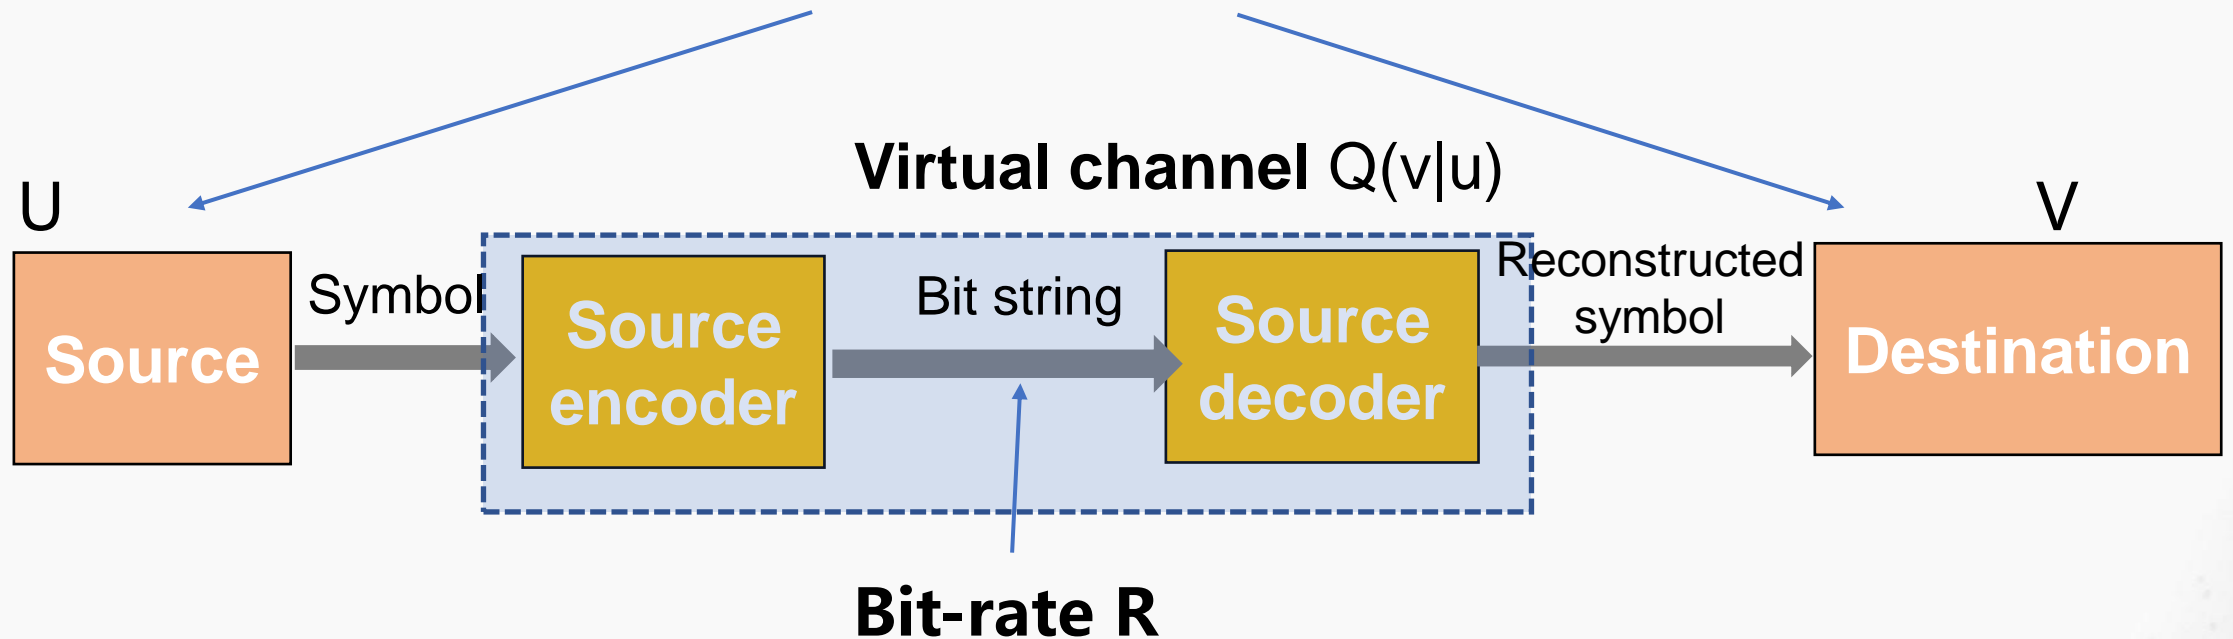 Virtual channel Q(v|u)
U
V
Source
Symbol
Source
encoder
Bit string
Source
decoder
Reconstructed
symbol
Destination
Bit-rate R